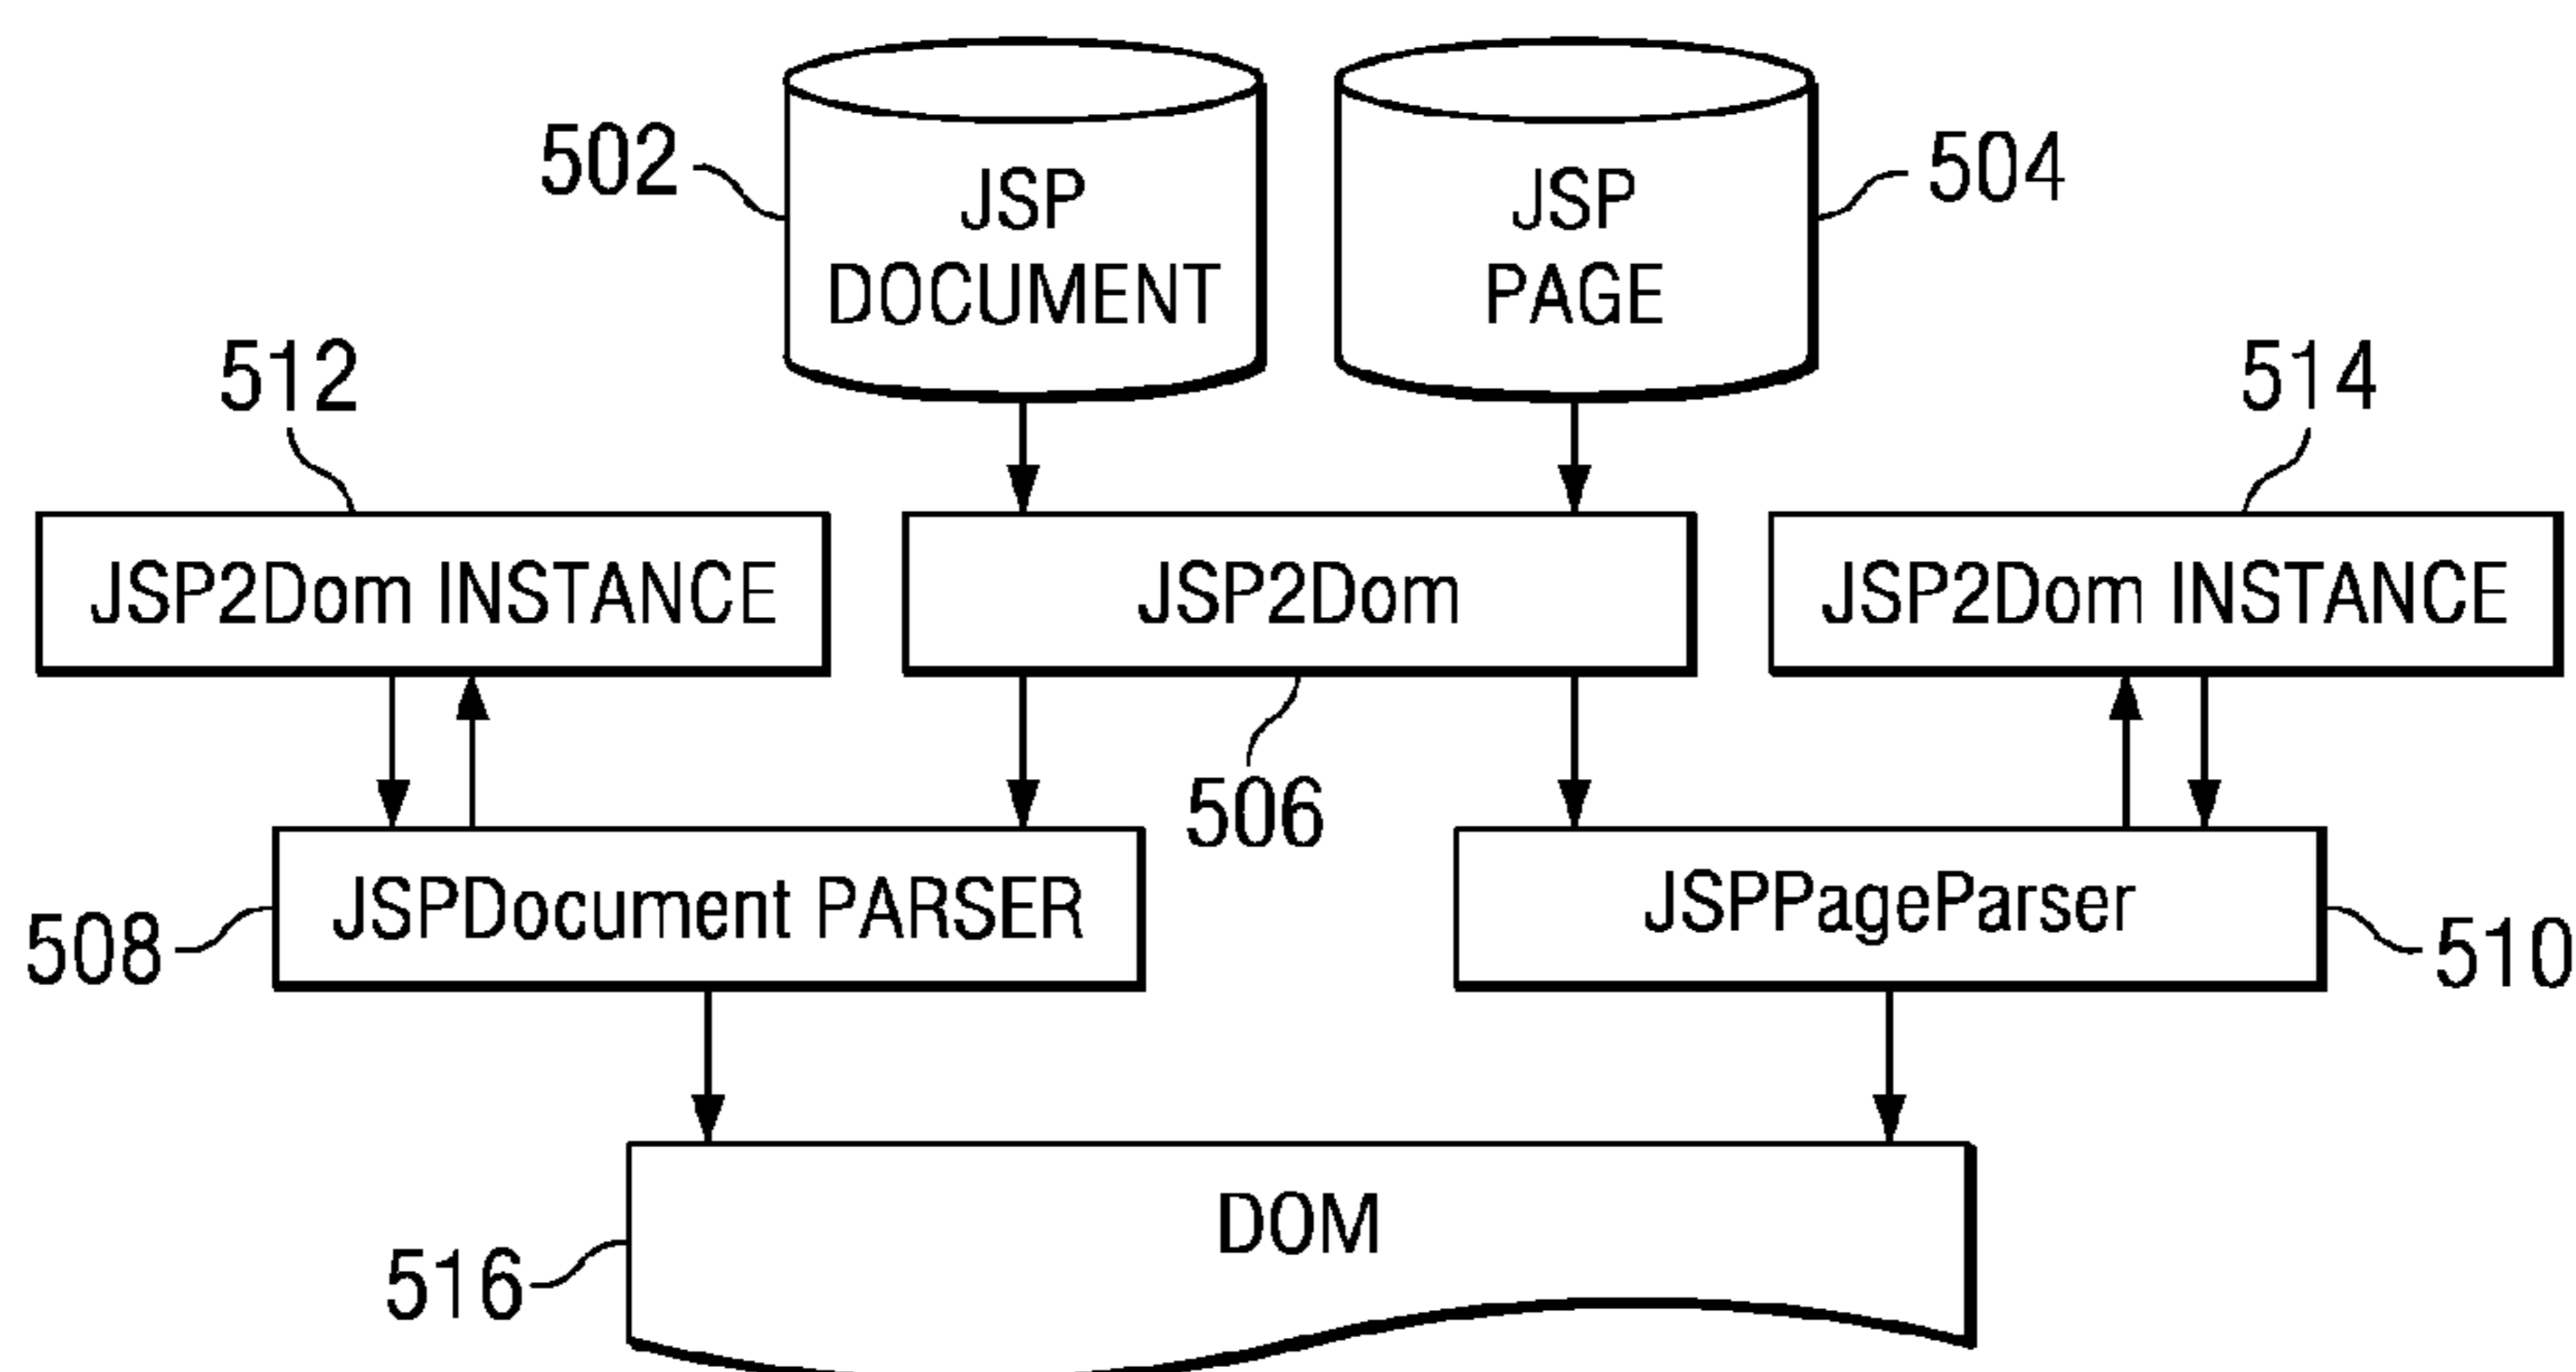 502
JSP
DOCUMENT
JSP
PAGE
504
512
514
JSP2Dom INSTANCE
JSP2Dom
JSP2Dom INSTANCE
506
508
JSPDocument PARSER
JSPPageParser
510
DOM
516